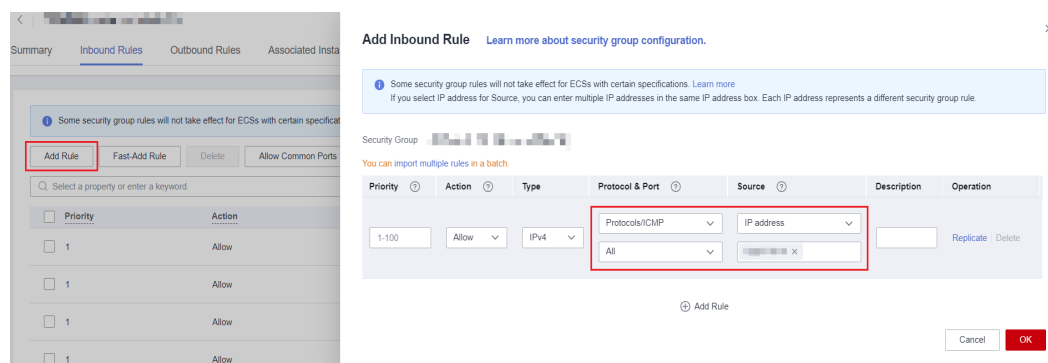 Summary Inbound Rules Outbound Rules Associated Insta
Some security group rules will not take effect for ECSs with certain specificat
Add Rule Fast-Add Rule Delete Allow Common Ports
Select a property or enter a keyword.
Priority Action
1 Allow
1 Allow
1 Allow
1 Allow
Add Inbound Rule Learn more about security group configuration.
Some security group rules will not take effect for ECSs with certain specifications. Learn more
If you select IP address for Source, you can enter multiple IP addresses in the same IP address box. Each IP address represents a different security group rule.
Security Group
You can import multiple rules in a batch.
Priority Action Type Protocol & Port Source Description Operation
1-100 Allow IPv4 Protocols/ICMP IP address Replicate Delete
All
Add Rule
Cancel OK